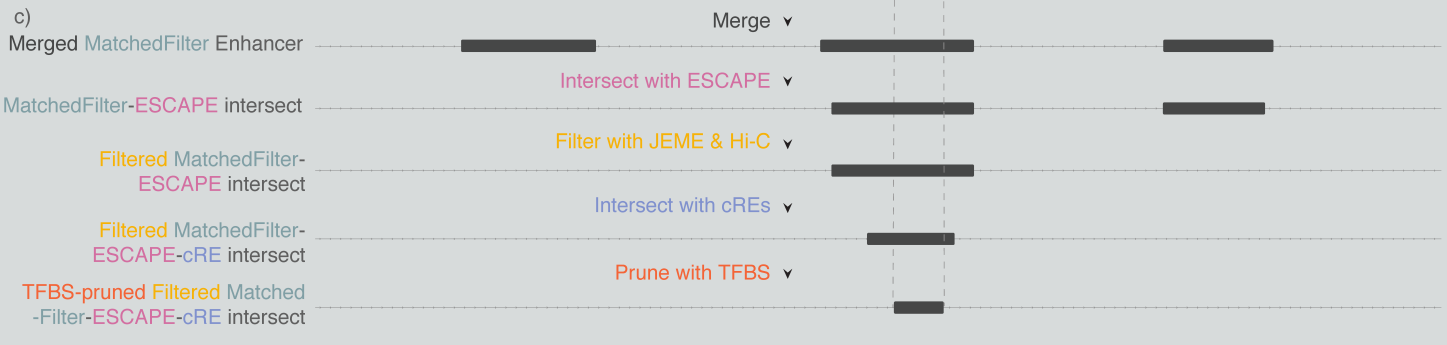 c)
Merge
Merged MatchedFilter Enhancer
Intersect with ESCAPE
MatchedFilter-ESCAPE intersect
Filter with JEME & Hi-C
Filtered MatchedFilter-
ESCAPE intersect
Intersect with cREs
Filtered MatchedFilter-
ESCAPE-cRE intersect
Prune with TFBS
TFBS-pruned Filtered Matched
-Filter-ESCAPE-cRE intersect